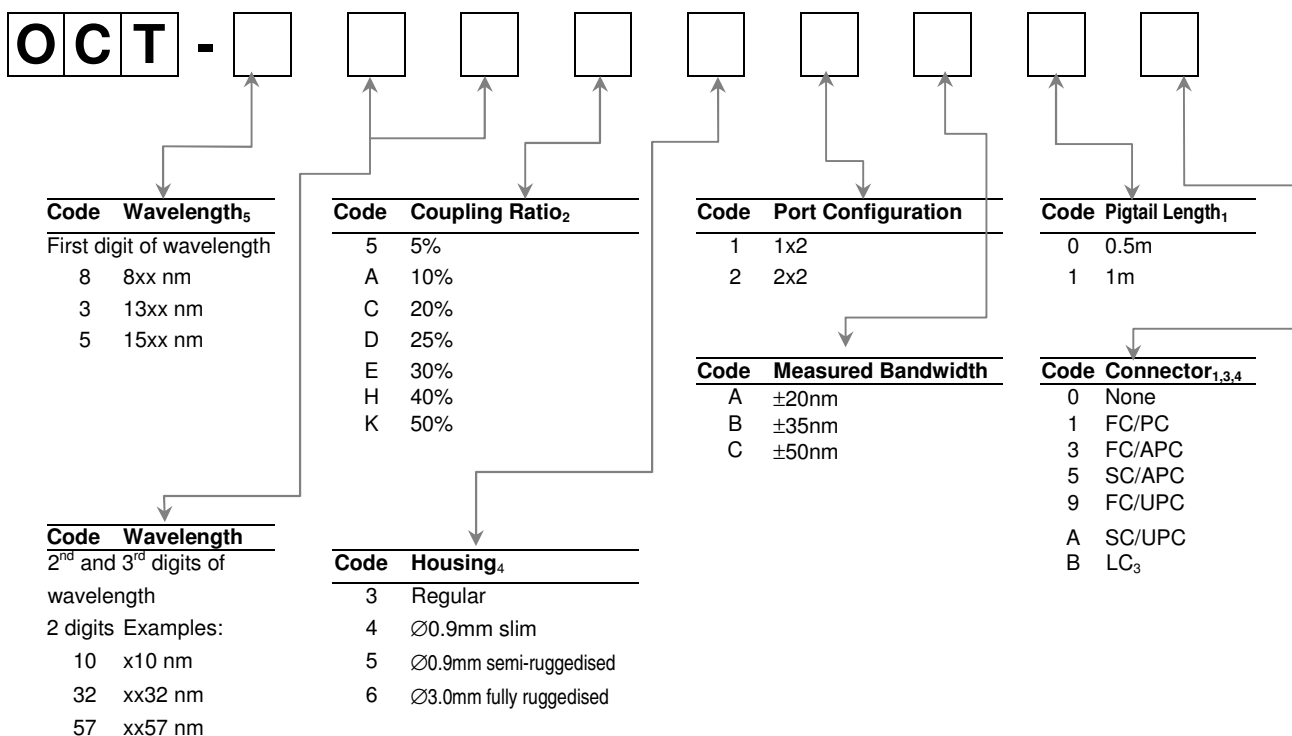 OCT-
Code Wavelength5
First digit of wavelength
8 8xx nm
3 13xx nm
5 15xx nm
Code Coupling Ratio2
5 5%
A 10%
C 20%
D 25%
E 30%
H 40%
K 50%
Code Port Configuration
1 1x2
2 2x2
Code Pigtail Length1
0 0.5m
1 1m
Code Measured Bandwidth
A ±20nm
B ±35nm
C ±50nm
Code Connector1,3,4
0 None
1 FC/PC
3 FC/APC
5 SC/APC
9 FC/UPC
A SC/UPC
B LC3
Code Wavelength
2nd and 3rd digits of
wavelength
2 digits Examples:
10 x10 nm
32 xx32 nm
57 xx57 nm
Code Housing4
3 Regular
4 ∅0.9mm slim
5 ∅0.9mm semi-ruggedised
6 ∅3.0mm fully ruggedised